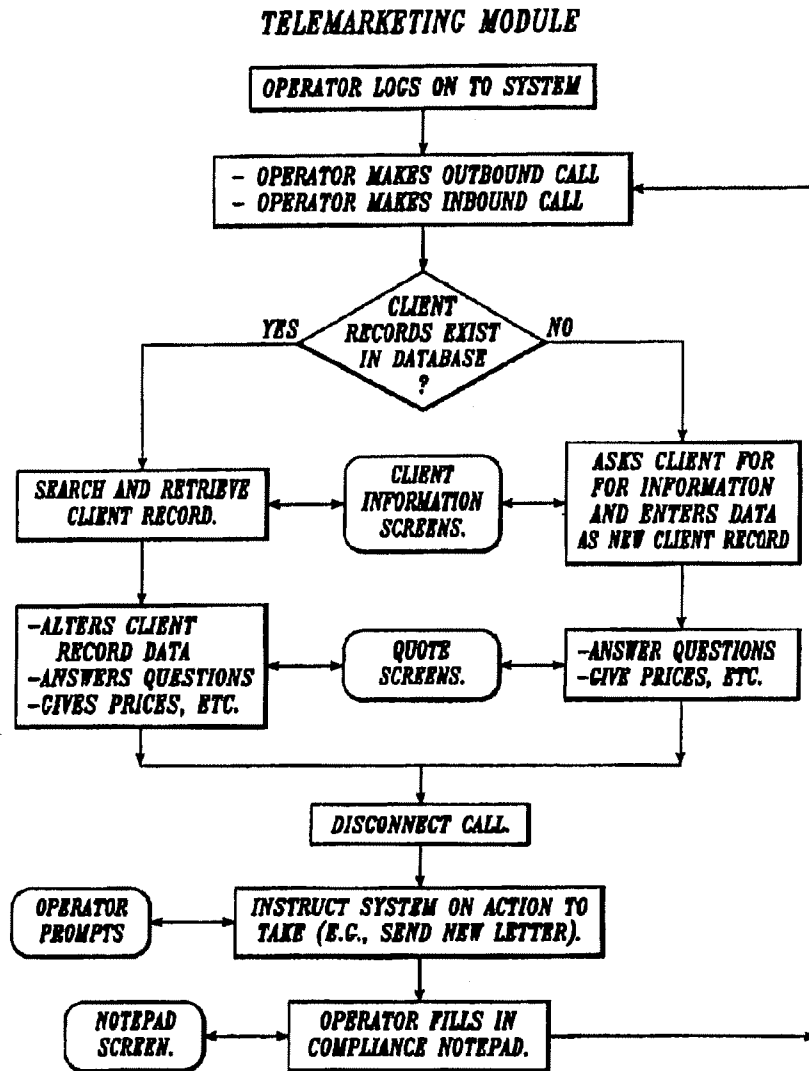 TELEMARKETING MODULE
OPERATOR LOGS ON TO SYSTEM
- OPERATOR MAKES OUTBOUND CALL
- OPERATOR MAKES INBOUND CALL
CLIENT
RECORDS EXIST
IN DATABASE
?
YES
NO
SEARCH AND RETRIEVE
CLIENT RECORD.
CLIENT
INFORMATION
SCREENS.
ASKS CLIENT FOR
FOR INFORMATION
AND ENTERS DATA
AS NEW CLIENT RECORD
-ALTERS CLIENT
RECORD DATA
-ANSWERS QUESTIONS
-GIVES PRICES, ETC.
QUOTE
SCREENS.
-ANSWER QUESTIONS
-GIVE PRICES, ETC.
DISCONNECT CALL.
OPERATOR
PROMPTS
INSTRUCT SYSTEM ON ACTION TO
TAKE (E.G., SEND NEW LETTER).
NOTEPAD
SCREEN.
OPERATOR FILLS IN
COMPLIANCE NOTEPAD.